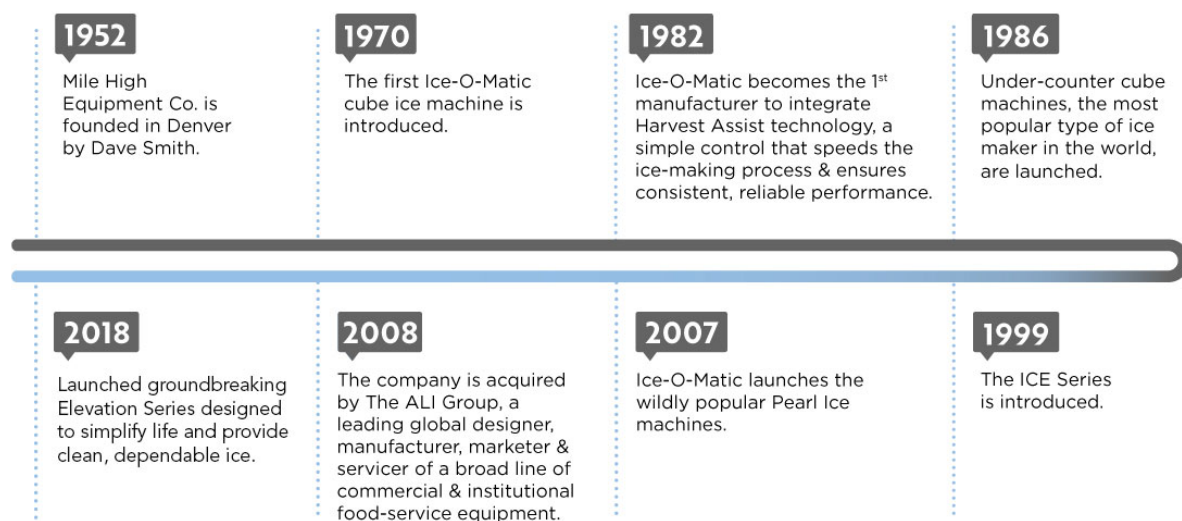 1952
Mile High
Equipment Co. is
founded in Denver
by Dave Smith.
1970
The first Ice-O-Matic
cube ice machine is
introduced.
1982
Ice-O-Matic becomes the 1st
manufacturer to integrate
Harvest Assist technology, a
simple control that speeds the
ice-making process & ensures
consistent, reliable performance.
1986
Under-counter cube
machines, the most
popular type of ice
maker in the world,
are launched.
2018
Launched groundbreaking
Elevation Series designed
to simplify life and provide
clean, dependable ice.
2008
The company is acquired
by The ALI Group, a
leading global designer,
manufacturer, marketer &
servicer of a broad line of
commercial & institutional
food-service equipment.
2007
Ice-O-Matic launches the
wildly popular Pearl Ice
machines.
1999
The ICE Series
is introduced.